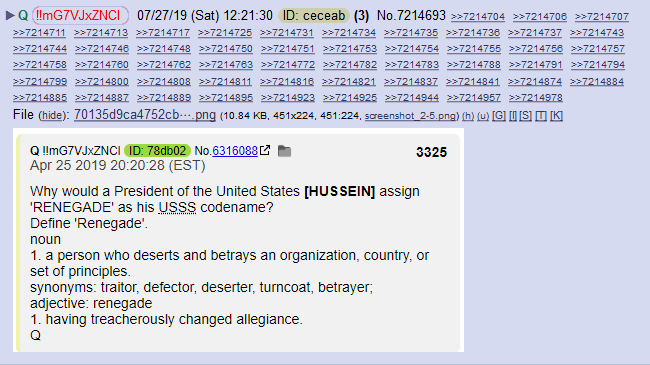 Q !!mG7VJxZNCI 07/27/19 (Sat) 12:21:30 ID: ceceab (3) No.7214693 >>7214704 >>7214706 >>7214707
>>7214711 >>7214713 >>7214717 >>7214725 >>7214731 >>7214734 >>7214735 >>7214736 >>7214737 >>7214743
>>7214744 >>7214746 >>7214748 >>7214750 >>7214751 >>7214753 >>7214754 >>7214755 >>7214756 >>7214757
>>7214758 >>7214760 >>7214762 >>7214763 >>7214772 >>7214782 >>7214783 >>7214788 >>7214791 >>7214794
>>7214799 >>7214800 >>7214808 >>7214811 >>7214816 >>7214821 >>7214837 >>7214841 >>7214874 >>7214884
>>7214885 >>7214887 >>7214889 >>7214895 >>7214923 >>7214925 >>7214944 >>7214957 >>7214978
File (hide): 70135d9ca4752cb⋯.png (10.84 KB, 451x224, 451:224, screenshot_2-5.png) (h) (u) [G] [I] [S] [T] [K]
Q !!mG7VJxZNCI ID: 78db02 No.6316088 3325
Apr 25 2019 20:20:28 (EST)
Why would a President of the United States [HUSSEIN] assign
'RENEGADE' as his USSS codename?
Define 'Renegade'.
noun
1. a person who deserts and betrays an organization, country, or
set of principles.
synonyms: traitor, defector, deserter, turncoat, betrayer;
adjective: renegade
1. having treacherously changed allegiance.
Q